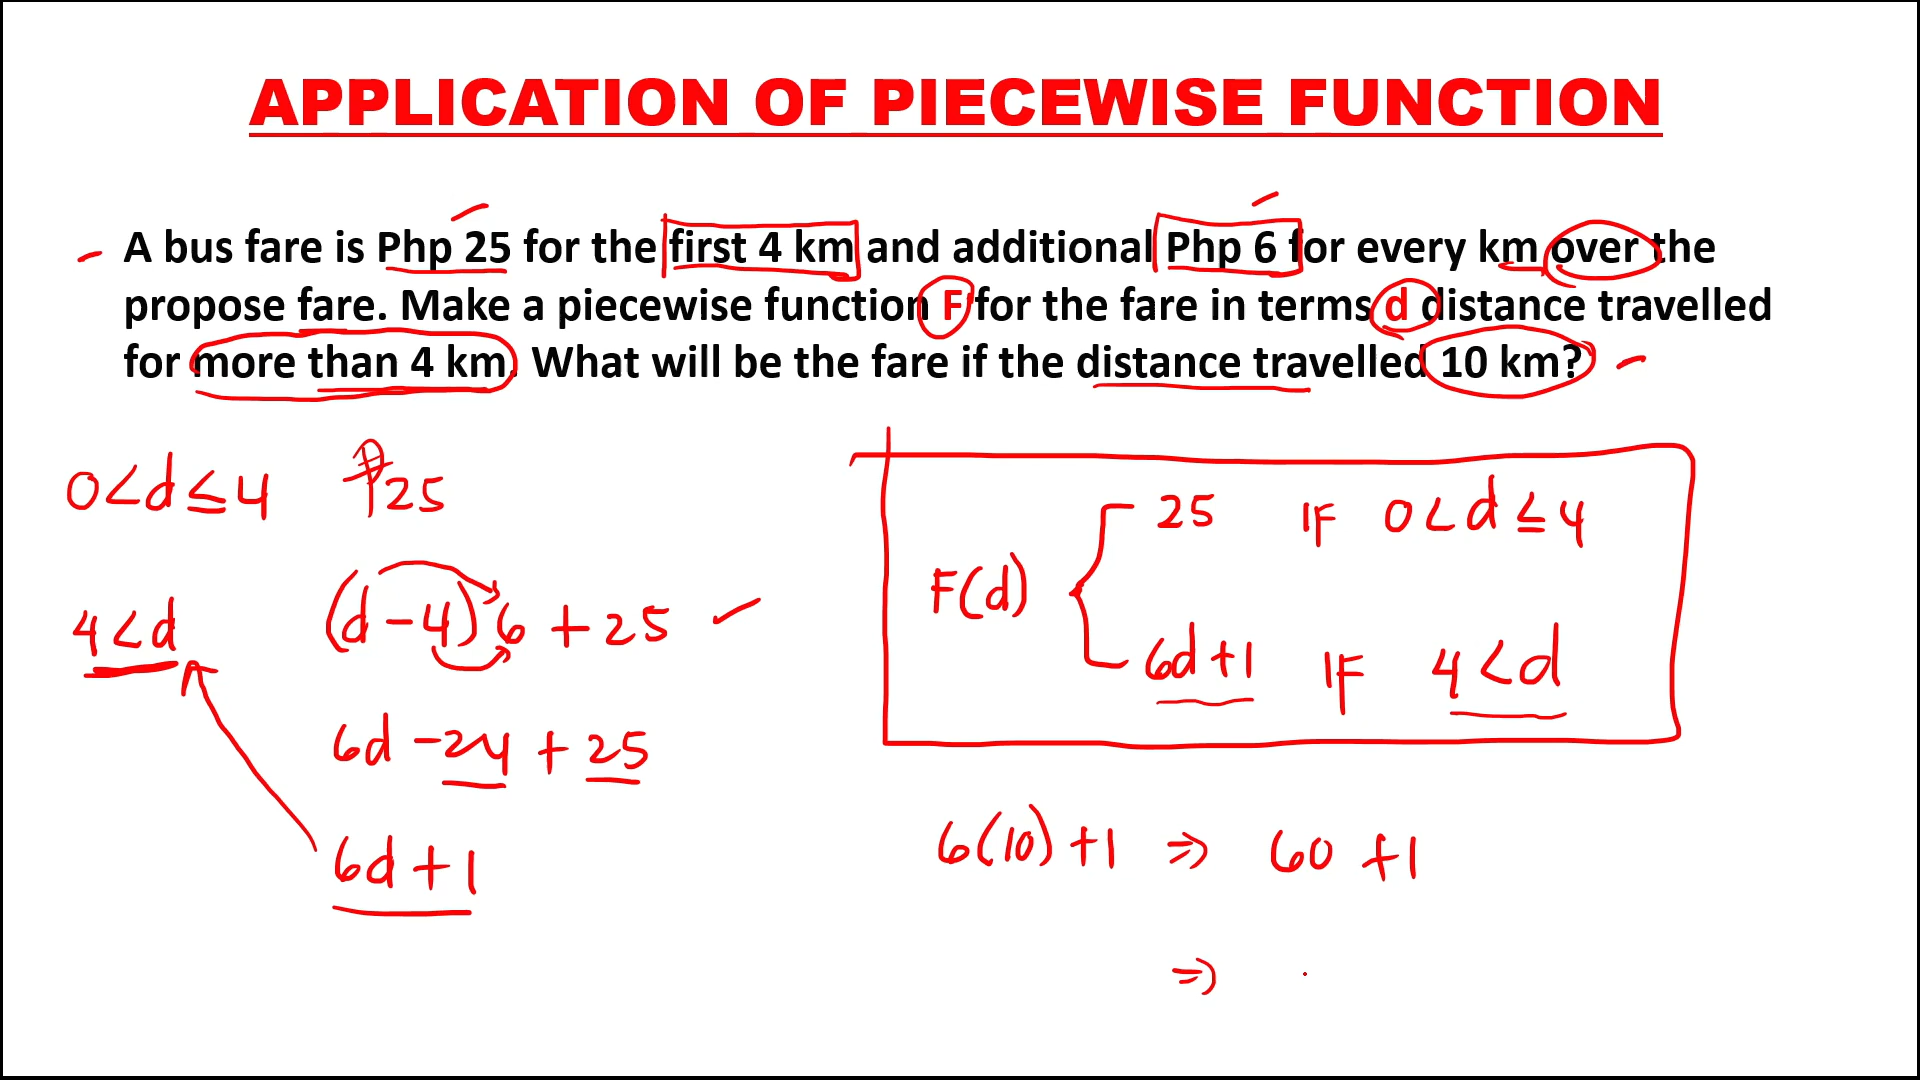 APPLICATION OF PIECEWISE FUNCTION
A bus fare is Php 25 for the first 4 km and additional Php 6 for every km over the
propose fare. Make a piecewise function F for the fare in terms d distance travelled
for more than 4 km. What will be the fare if the distance travelled 10 km?
0<d≤4 ₱25
4<d (d-4)6+25
6d-24+25
6d+1
F(d) { 25 IF 0<d≤4
6d+1 IF 4<d
6(10)+1 ⇒ 60+1
⇒